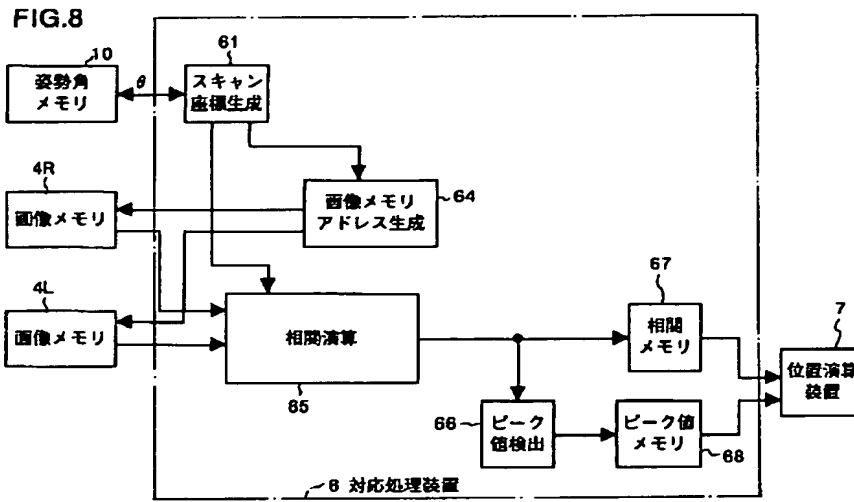 FIG.8
10
姿勢角
メモリ
θ
61
スキャン
座標生成
4R
画像メモリ
画像メモリ
アドレス生成
64
4L
画像メモリ
相関演算
65
67
相関
メモリ
7
位置演算
装置
66
ピーク
値検出
ピーク値
メモリ
68
6 対応処理装置